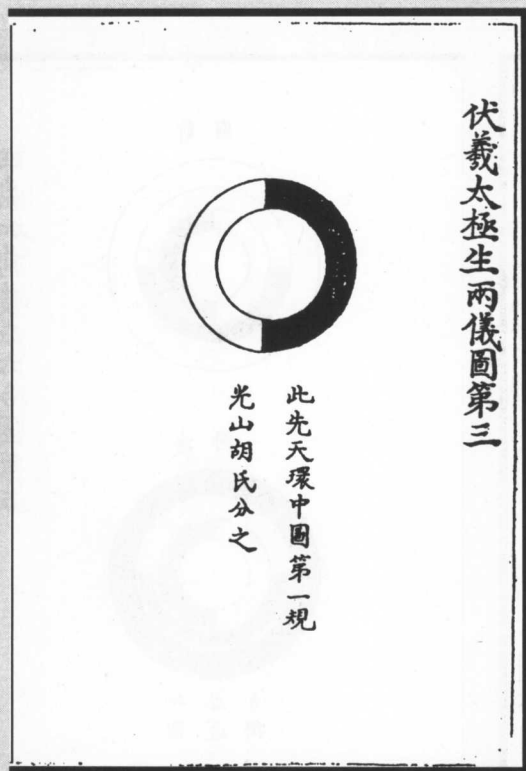 伏羲太極生兩儀圖第三
此先天環中圖第一規
光山胡氏分之